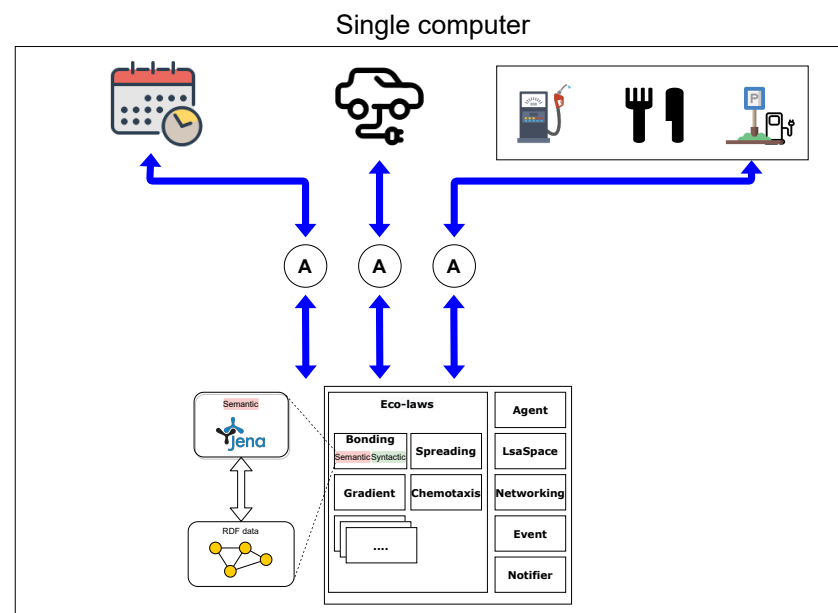 Single computer
P
A
A
A
Semantic
Jena
RDF data
Eco-laws
Bonding
Semantic Syntactic
Spreading
Gradient
Chemotaxis
....
Agent
LsaSpace
Networking
Event
Notifier